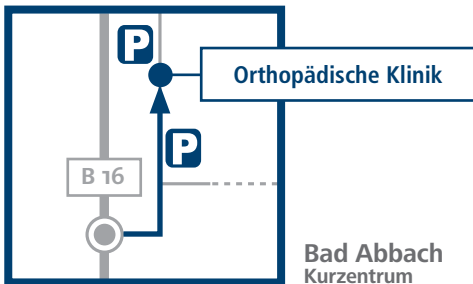 P
Orthopädische Klinik
P
B 16
Bad Abbach
Kurzentrum